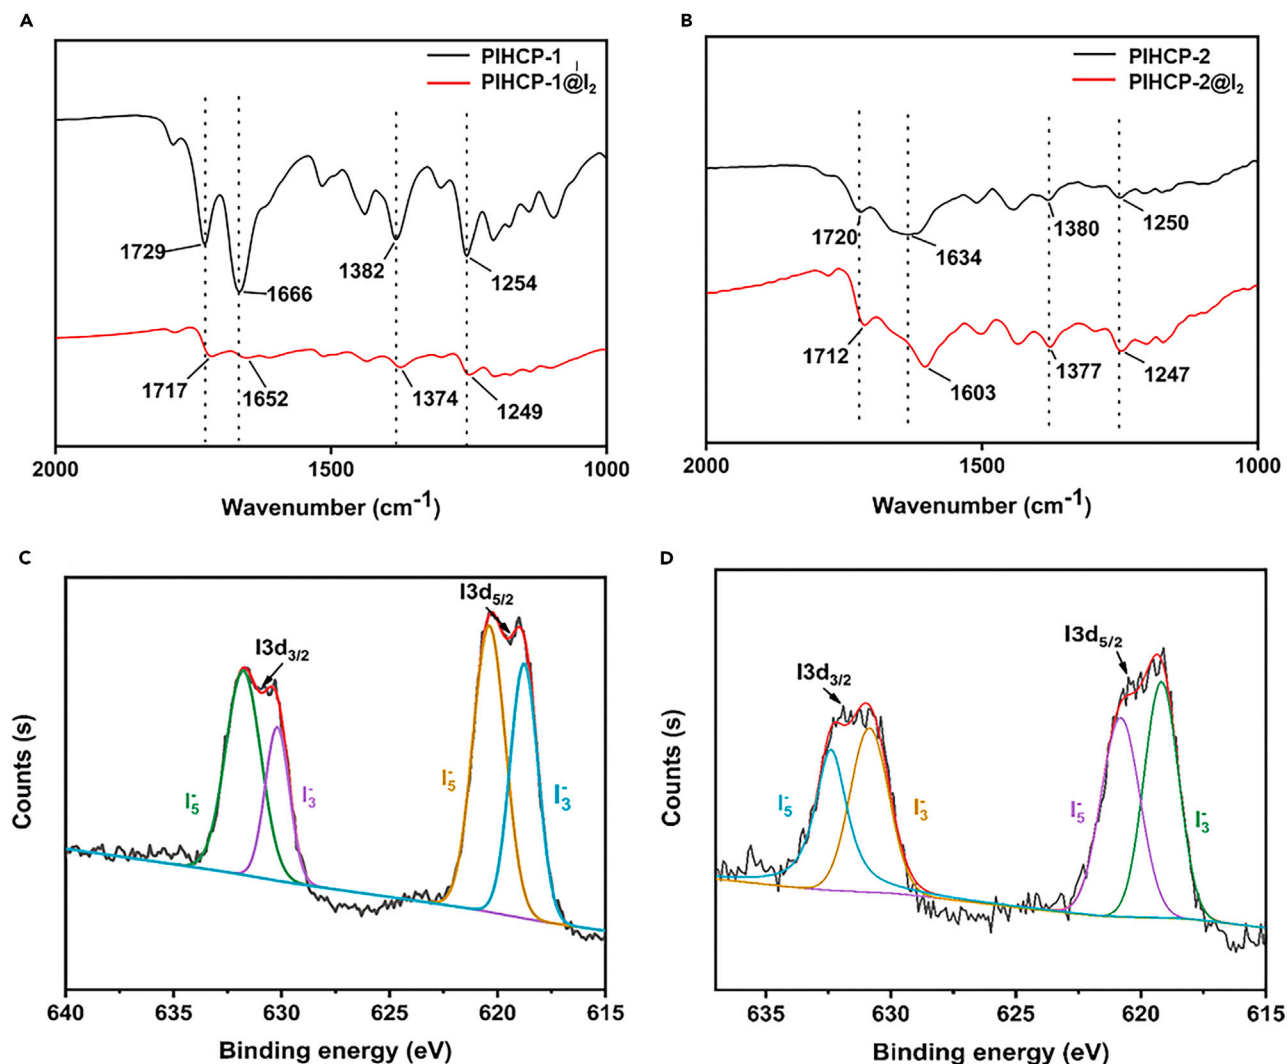 A
PIHCP-1
PIHCP-1@I₂
1729
1666
1382
1254
1717
1652
1374
1249
2000
1500
1000
Wavenumber (cm⁻¹)
B
PIHCP-2
PIHCP-2@I₂
1720
1634
1380
1250
1712
1603
1377
1247
2000
1500
1000
Wavenumber (cm⁻¹)
C
I3d₅/₂
I3d₃/₂
I₅⁻
I₃⁻
I₅⁻
I₃⁻
Counts (s)
640
635
630
625
620
615
Binding energy (eV)
D
I3d₅/₂
I3d₃/₂
I₅⁻
I₃⁻
I₅⁻
I₃⁻
Counts (s)
635
630
625
620
615
Binding energy (eV)